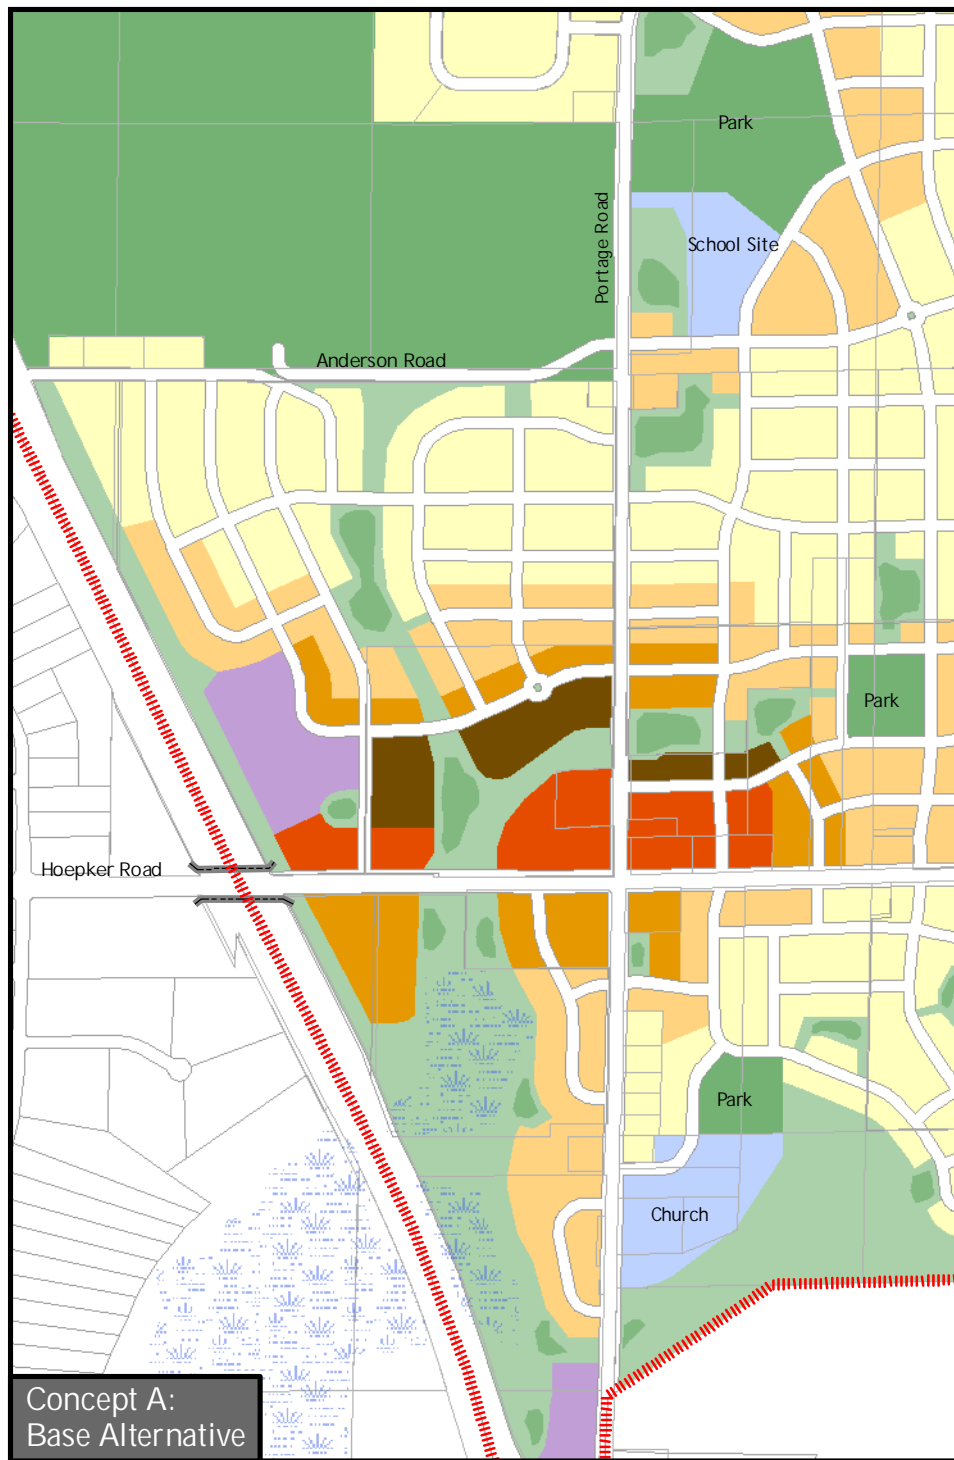 Park
Portage Road
School Site
Anderson Road
Park
Hoepker Road
Park
Church
Concept A:
Base Alternative